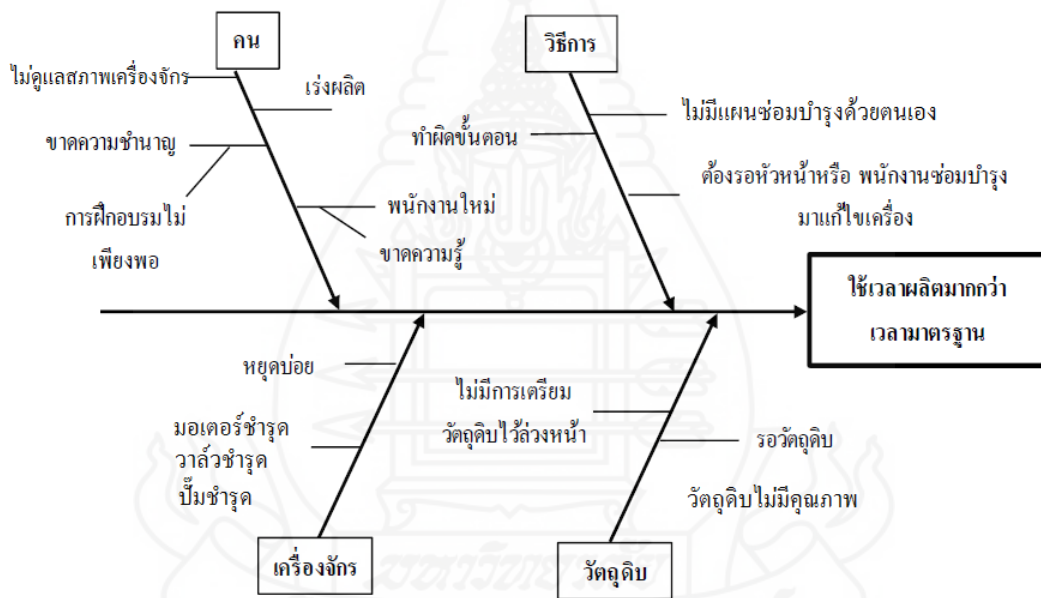 คน
วิธีการ
ไม่ดูแลสภาพเครื่องจักร
เร่งผลิต
ขาดความชำนาญ
การฝึกอบรมไม่
เพียงพอ
พนักงานใหม่
ขาดความรู้
ทำผิดขั้นตอน
ไม่มีแผนซ่อมบำรุงด้วยตนเอง
ต้องรอหัวหน้าหรือ พนักงานซ่อมบำรุง
มาแก้ไขเครื่อง
ใช้เวลาผลิตมากกว่า
เวลามาตรฐาน
หยุดบ่อย
มอเตอร์ชำรุด
วาล์วชำรุด
ปั๊มชำรุด
ไม่มีการเตรียม
วัตถุดิบไว้ล่วงหน้า
รอวัตถุดิบ
วัตถุดิบไม่มีคุณภาพ
เครื่องจักร
วัตถุดิบ